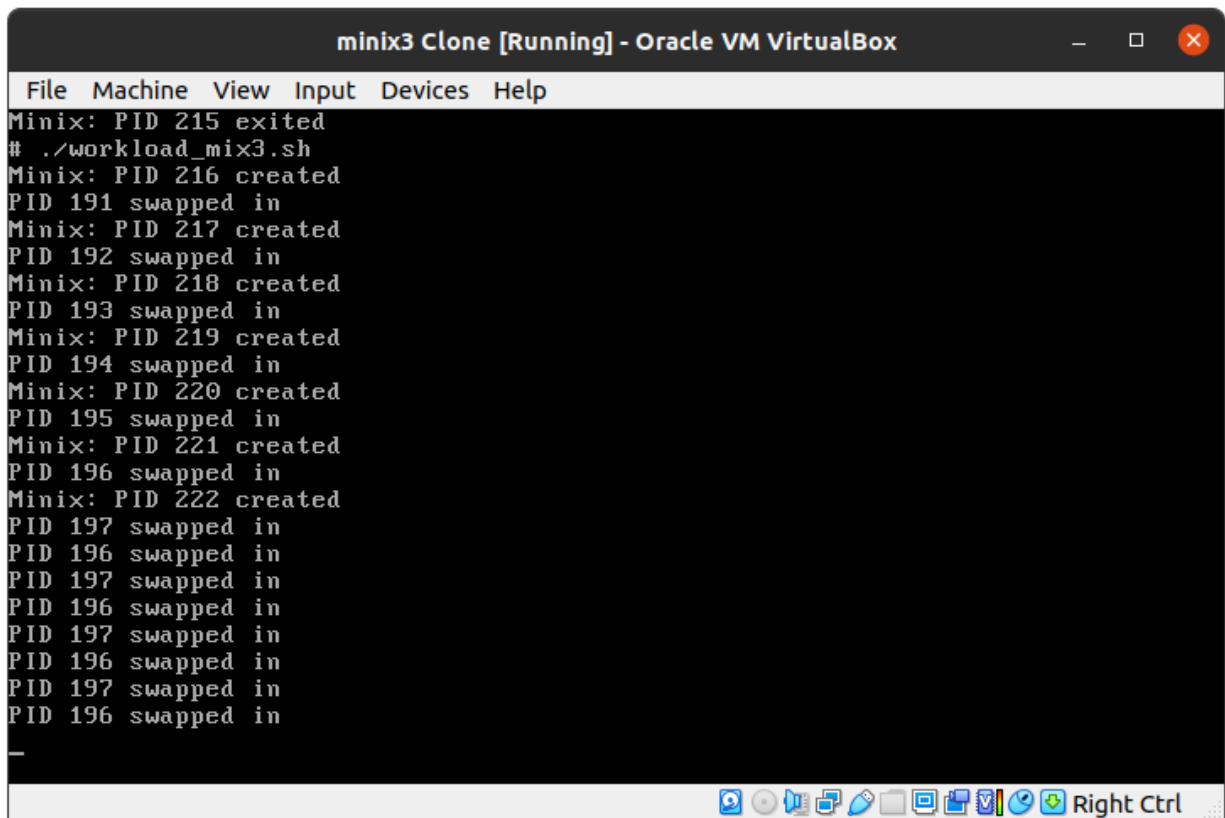 minix3 Clone [Running] - Oracle VM VirtualBox
File Machine View Input Devices Help
Minix: PID 215 exited
# ./workload_mix3.sh
Minix: PID 216 created
PID 191 swapped in
Minix: PID 217 created
PID 192 swapped in
Minix: PID 218 created
PID 193 swapped in
Minix: PID 219 created
PID 194 swapped in
Minix: PID 220 created
PID 195 swapped in
Minix: PID 221 created
PID 196 swapped in
Minix: PID 222 created
PID 197 swapped in
PID 196 swapped in
PID 197 swapped in
PID 196 swapped in
PID 197 swapped in
PID 196 swapped in
PID 197 swapped in
PID 196 swapped in
Right Ctrl